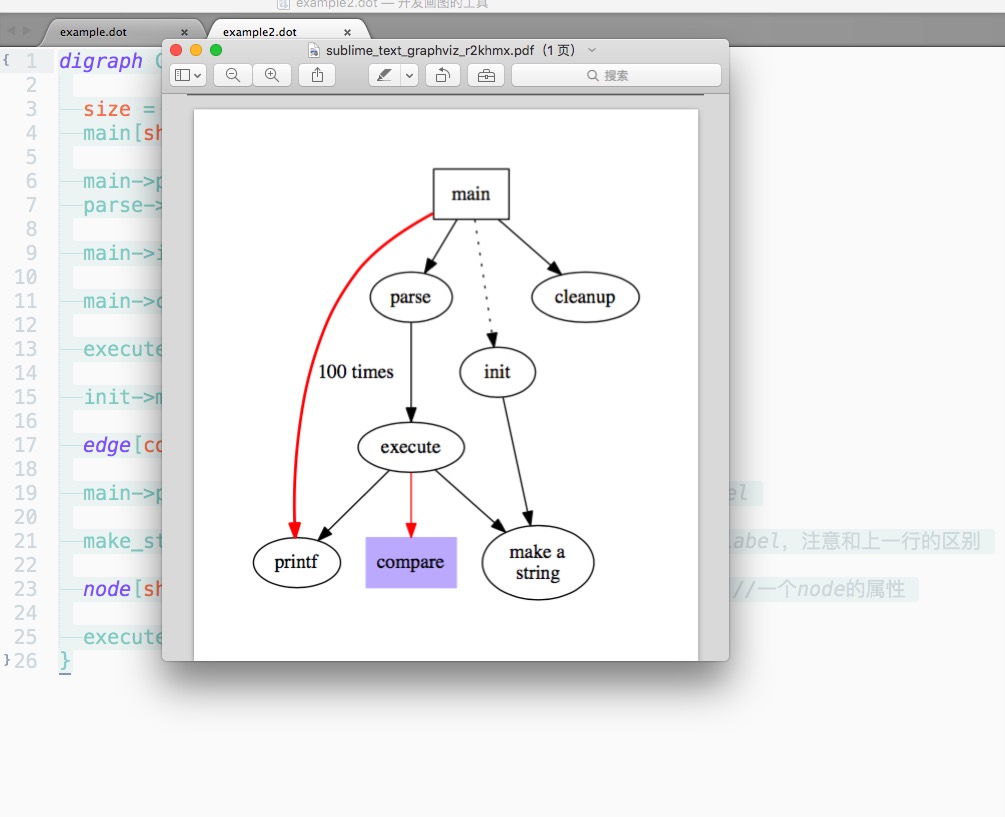 example2.dot — 开发画图的工具
example.dot ×
example2.dot ×
sublime_text_graphviz_r2khmx.pdf（1 页）
搜索
{ 1 digraph
2
3 size =
4 main[sh
5
6 main->p
7 parse->
8
9 main->i
10
11 main->c
12
13 execute
14
15 init->m
16
17 edge[co
18
19 main->p el
20
21 make_st abel，注意和上一行的区别
22
23 node[sh //一个node的属性
24
25 execute
}26 }
main
parse
cleanup
100 times
init
execute
printf
compare
make a
string